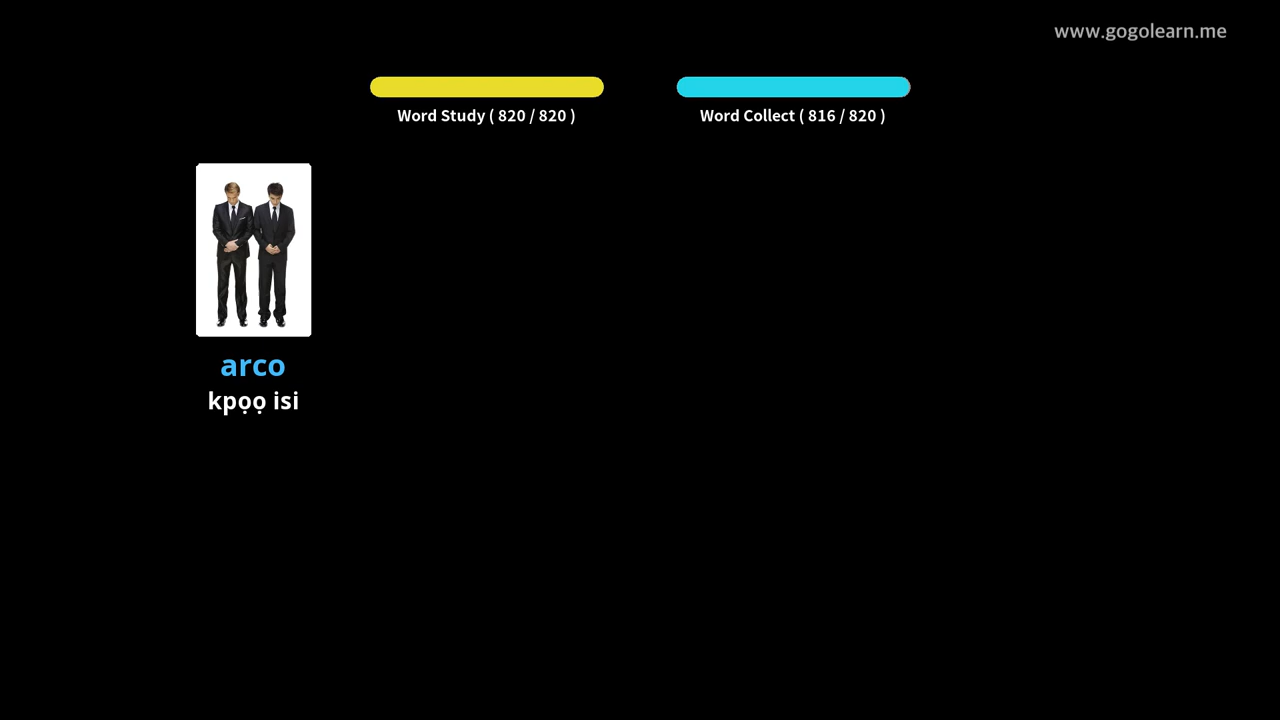 www.gogolearn.me
Word Study ( 820 / 820 )
Word Collect ( 816 / 820 )
arco
kpọọ isi